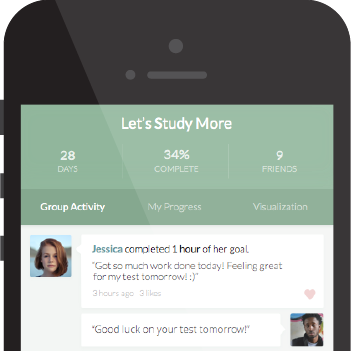 Let's Study More
28 34% 9
DAYS COMPLETE FRIENDS
Group Activity My Progress Visualization
Jessica completed 1 hour of her goal.
"Got so much work done today! Feeling great
for my test tomorrow! :)"
3 hours ago 3 likes
"Good luck on your test tomorrow!"